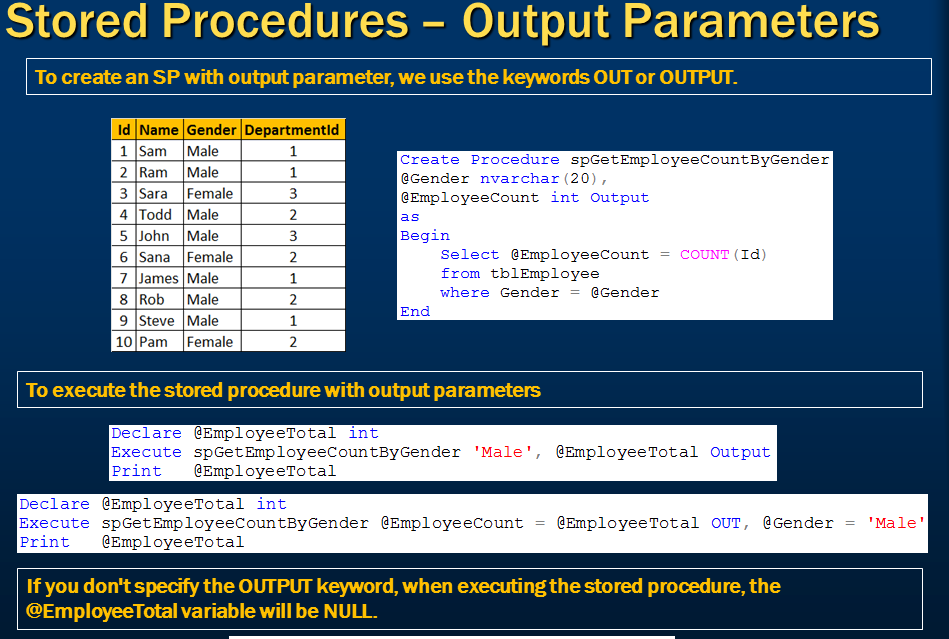 Stored Procedures – Output Parameters
To create an SP with output parameter, we use the keywords OUT or OUTPUT.
Id Name Gender DepartmentId
1 Sam Male 1
2 Ram Male 1
3 Sara Female 3
4 Todd Male 2
5 John Male 3
6 Sana Female 2
7 James Male 1
8 Rob Male 2
9 Steve Male 1
10 Pam Female 2
Create Procedure spGetEmployeeCountByGender
@Gender nvarchar(20),
@EmployeeCount int Output
as
Begin
Select @EmployeeCount = COUNT(Id)
from tblEmployee
where Gender = @Gender
End
To execute the stored procedure with output parameters
Declare @EmployeeTotal int
Execute spGetEmployeeCountByGender 'Male', @EmployeeTotal Output
Print @EmployeeTotal
Declare @EmployeeTotal int
Execute spGetEmployeeCountByGender @EmployeeCount = @EmployeeTotal OUT, @Gender = 'Male'
Print @EmployeeTotal
If you don't specify the OUTPUT keyword, when executing the stored procedure, the
@EmployeeTotal variable will be NULL.